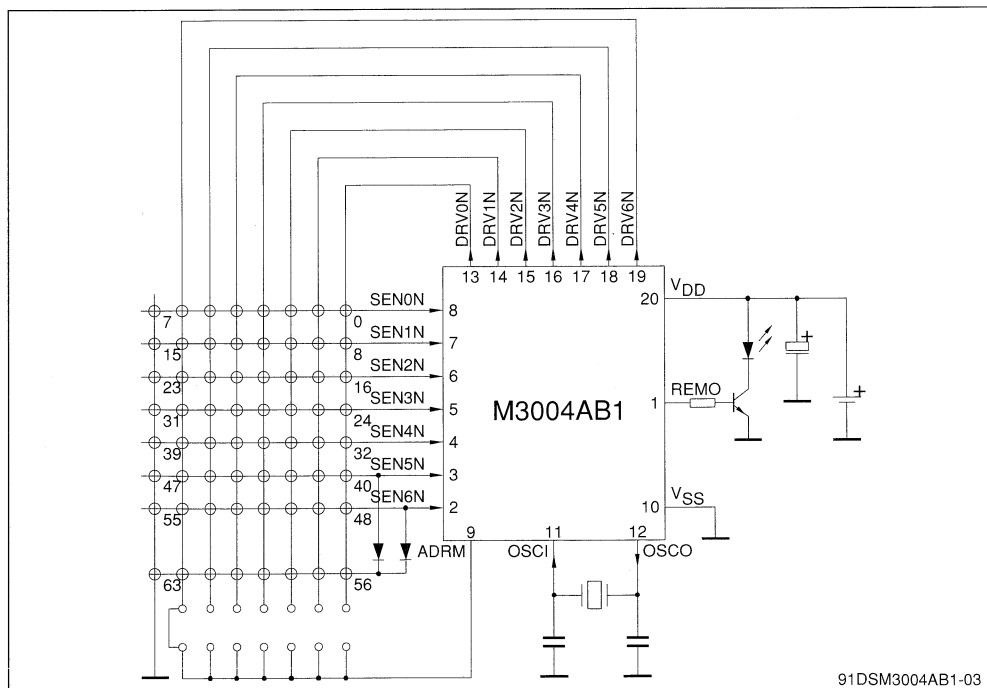 DRV0N
DRV1N
DRV2N
DRV3N
DRV4N
DRV5N
DRV6N
13 14 15 16 17 18 19
VDD
20
SEN0N
8
7
0
SEN1N
7
15
8
SEN2N
6
23
16
SEN3N
5
31
24
SEN4N
4
39
32
SEN5N
3
47
40
SEN6N
2
55
48
M3004AB1
REMO
1
+
+
VSS
10
9
11
12
ADRM
OSCI
OSCO
63
56
91DSM3004AB1-03